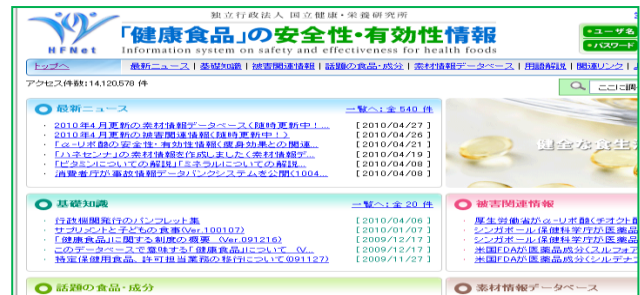 独立行政法人 国立健康・栄養研究所
「健康食品」の安全性・有効性情報
HFNet
Information system on safety and effectiveness for health foods
・ユーザ名
・パスワード
トップへ
最新ニュース | 基礎知識 | 被害関連情報 | 話題の食品・成分 | 素材情報データベース | 用語解説 | 関連リンク |
アクセス件数:14,120,578 件
ここに調
最新ニュース 一覧へ:全 540 件
・ 2010年4月更新の素材情報データベース(随時更新中!... [ 2010/04/27 ]
・ 2010年4月更新の被害関連情報(随時更新中!) [ 2010/04/26 ]
・ 「α-リポ酸の安全性・有効性情報(痩身効果との関連... [ 2010/04/21 ]
・ 「ハネセンナ」の素材情報を作成しました(素材情報デ... [ 2010/04/19 ]
・ 「ビタミンについての解説」「ミネラルについての解説... [ 2010/04/08 ]
・ 消費者庁が事故情報データバンクシステムを公開(1004... [ 2010/04/08 ]
健全な食生
基礎知識 一覧へ:全 20 件
・ 行政機関発行のパンフレット集 [ 2010/04/06 ]
・ サプリメントと子どもの食事(Ver.100107) [ 2010/01/07 ]
・ 「健康食品」に関する制度の概要 (Ver.091216) [ 2009/12/17 ]
・ このデータベースで意味する「健康食品」について (V... [ 2009/12/17 ]
・ 特定保健用食品、許可担当業務の移行について(091127) [ 2009/11/27 ]
被害関連情報
・ 厚生労働省がα-リポ酸(チオクト酸
・ シンガポール保健科学庁が医薬品
・ シンガポール保健科学庁が医薬品
・ 米国FDAが医薬品成分(スルフォア
・ 米国FDAが医薬品成分(シルデナフ
話題の食品・成分
素材情報データベース